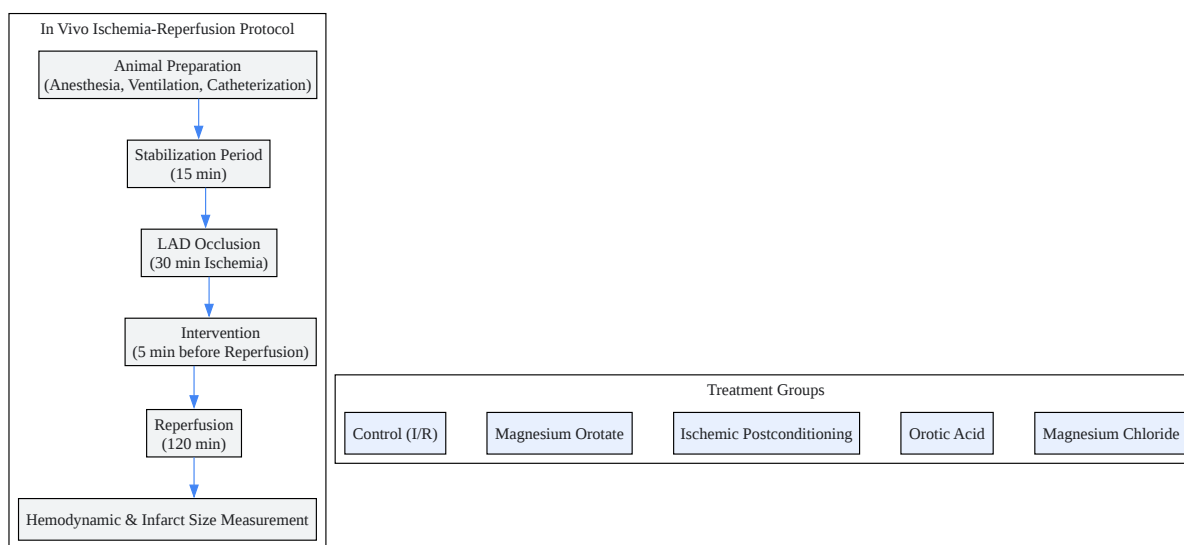 In Vivo Ischemia-Reperfusion Protocol
Animal Preparation
(Anesthesia, Ventilation, Catheterization)
Stabilization Period
(15 min)
LAD Occlusion
(30 min Ischemia)
Intervention
(5 min before Reperfusion)
Reperfusion
(120 min)
Hemodynamic & Infarct Size Measurement
Treatment Groups
Control (I/R)
Magnesium Orotate
Ischemic Postconditioning
Orotic Acid
Magnesium Chloride